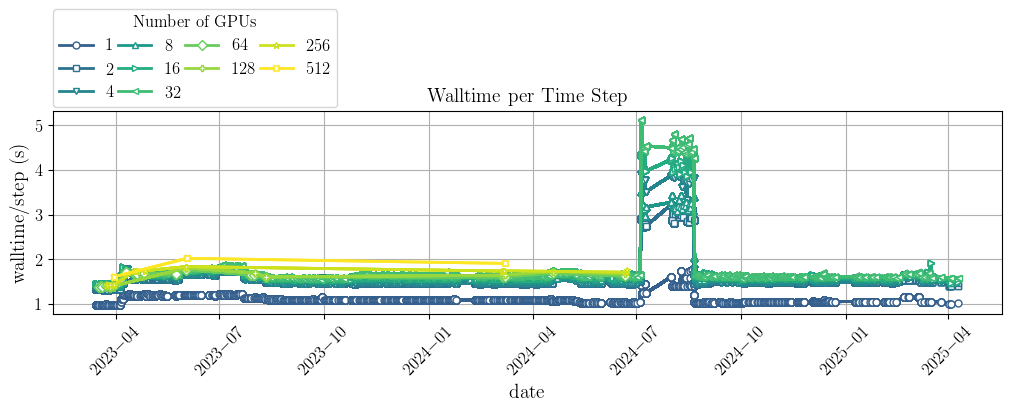 Number of GPUs
1 8 64 256
2 16 128 512
4 32
Walltime per Time Step
walltime/step (s)
5
4
3
2
1
2023−04 2023−07 2023−10 2024−01 2024−04 2024−07 2024−10 2025−01 2025−04
date